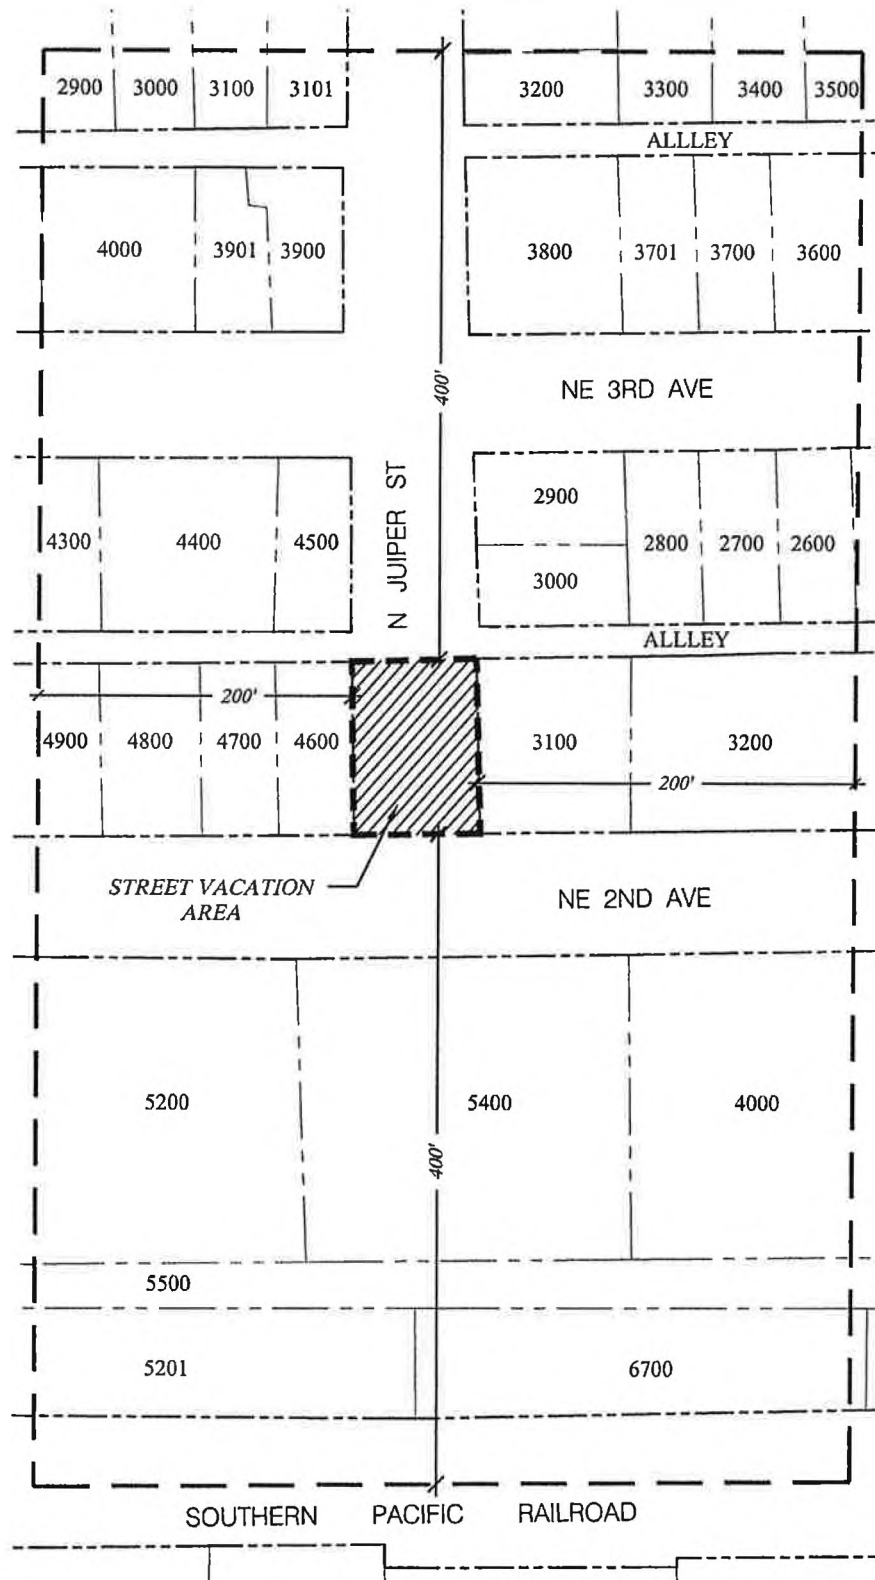 2900 3000 3100 3101 3200 3300 3400 3500
ALLLEY
4000 3901 3900 3800 3701 3700 3600
400'
NE 3RD AVE
N JUIPER ST
2900
4300 4400 4500 2800 2700 2600
3000
ALLLEY
200'
4900 4800 4700 4600 3100 3200
200'
STREET VACATION
AREA
NE 2ND AVE
5200 5400 4000
400'
5500
5201 6700
SOUTHERN PACIFIC RAILROAD